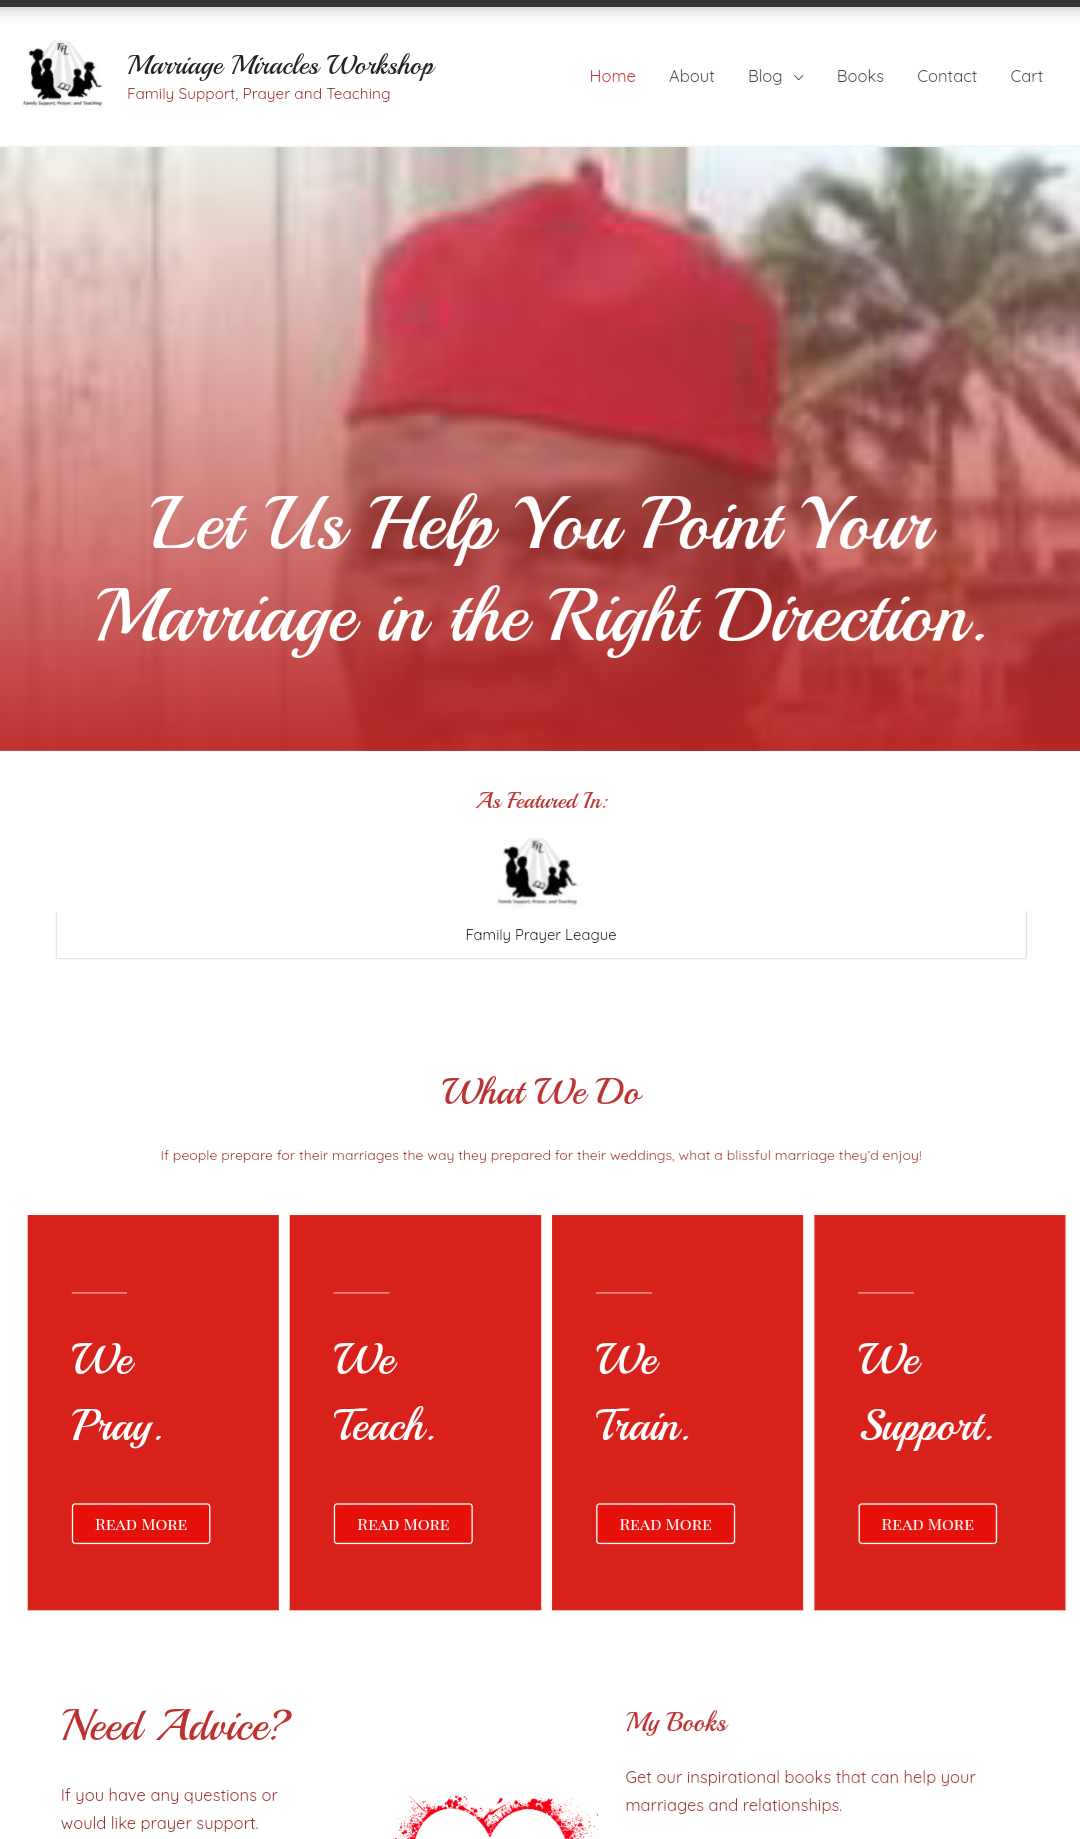 FPL
Family Support, Prayer, and Teaching
Marriage Miracles Workshop
Family Support, Prayer and Teaching
Home About Blog Books Contact Cart
Let Us Help You Point Your
Marriage in the Right Direction.
As Featured In:
FPL
Family Support, Prayer, and Teaching
Family Prayer League
What We Do
If people prepare for their marriages the way they prepared for their weddings, what a blissful marriage they'd enjoy!
We
Pray.
READ MORE
We
Teach.
READ MORE
We
Train.
READ MORE
We
Support.
READ MORE
Need Advice?
If you have any questions or
would like prayer support.
My Books
Get our inspirational books that can help your
marriages and relationships.